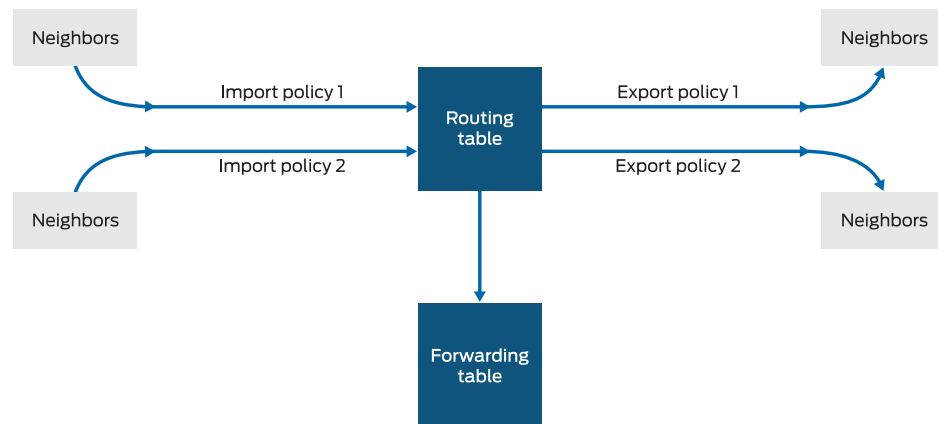 Neighbors
Neighbors
Import policy 1
Export policy 1
Routing
table
Import policy 2
Export policy 2
Neighbors
Neighbors
Forwarding
table